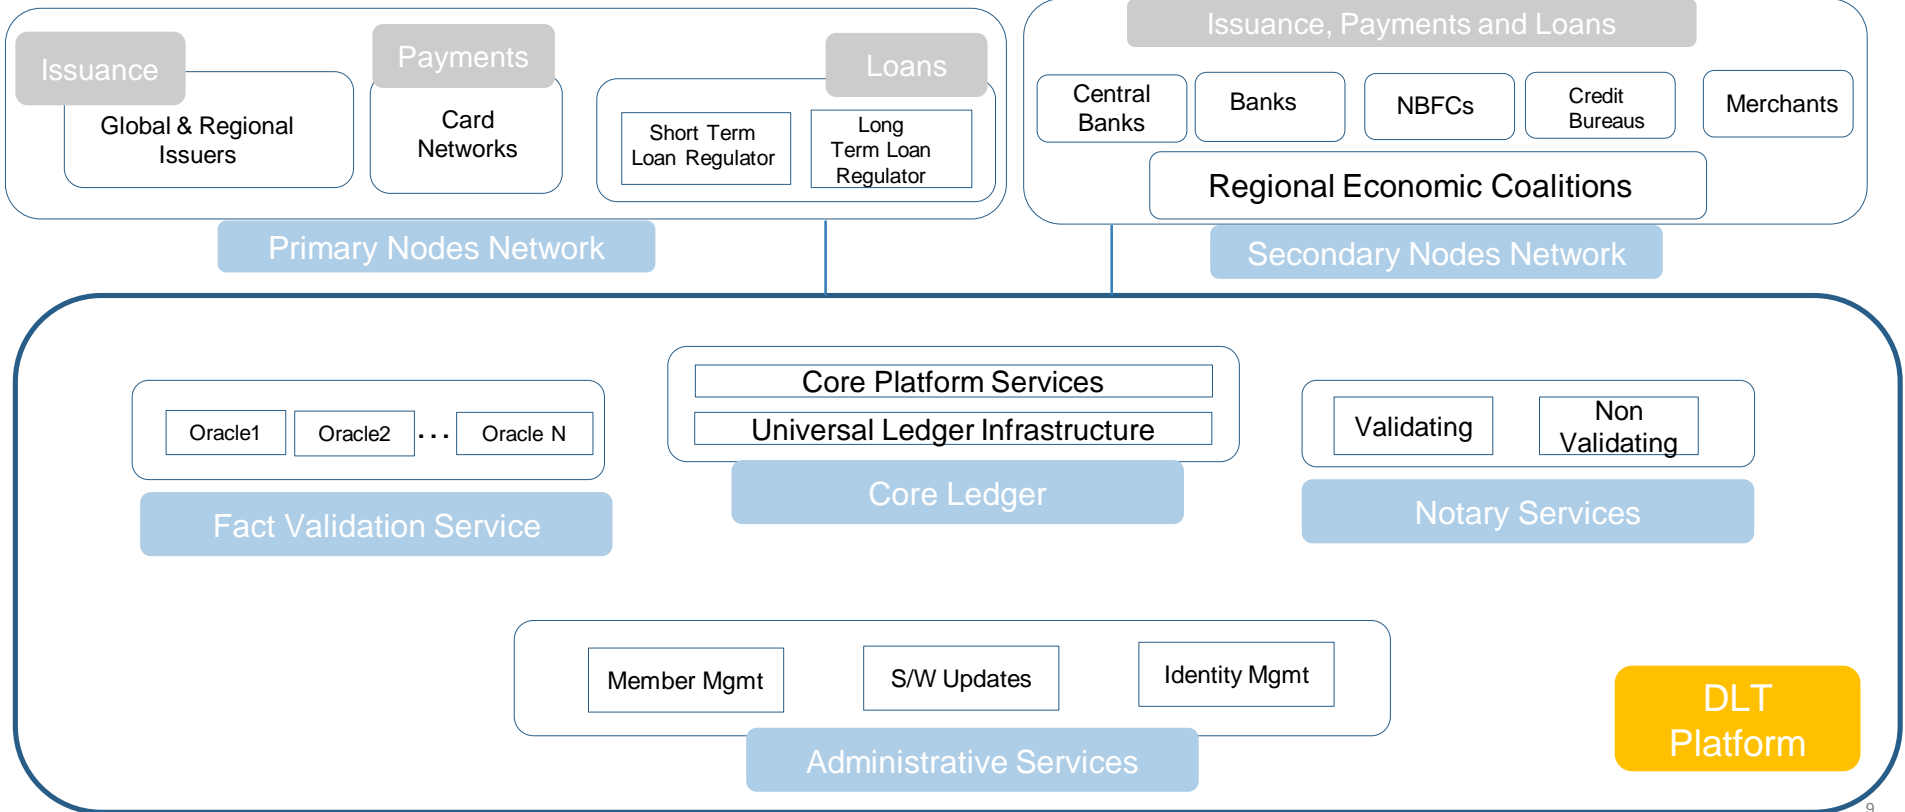 Issuance
Payments
Loans
Global & Regional
Issuers
Card
Networks
Short Term
Loan Regulator
Long
Term Loan
Regulator
Primary Nodes Network
Issuance, Payments and Loans
Central
Banks
Banks
NBFCs
Credit
Bureaus
Merchants
Regional Economic Coalitions
Secondary Nodes Network
Oracle1
Oracle2
...
Oracle N
Fact Validation Service
Core Platform Services
Universal Ledger Infrastructure
Core Ledger
Validating
Non
Validating
Notary Services
Member Mgmt
S/W Updates
Identity Mgmt
Administrative Services
DLT
Platform
9